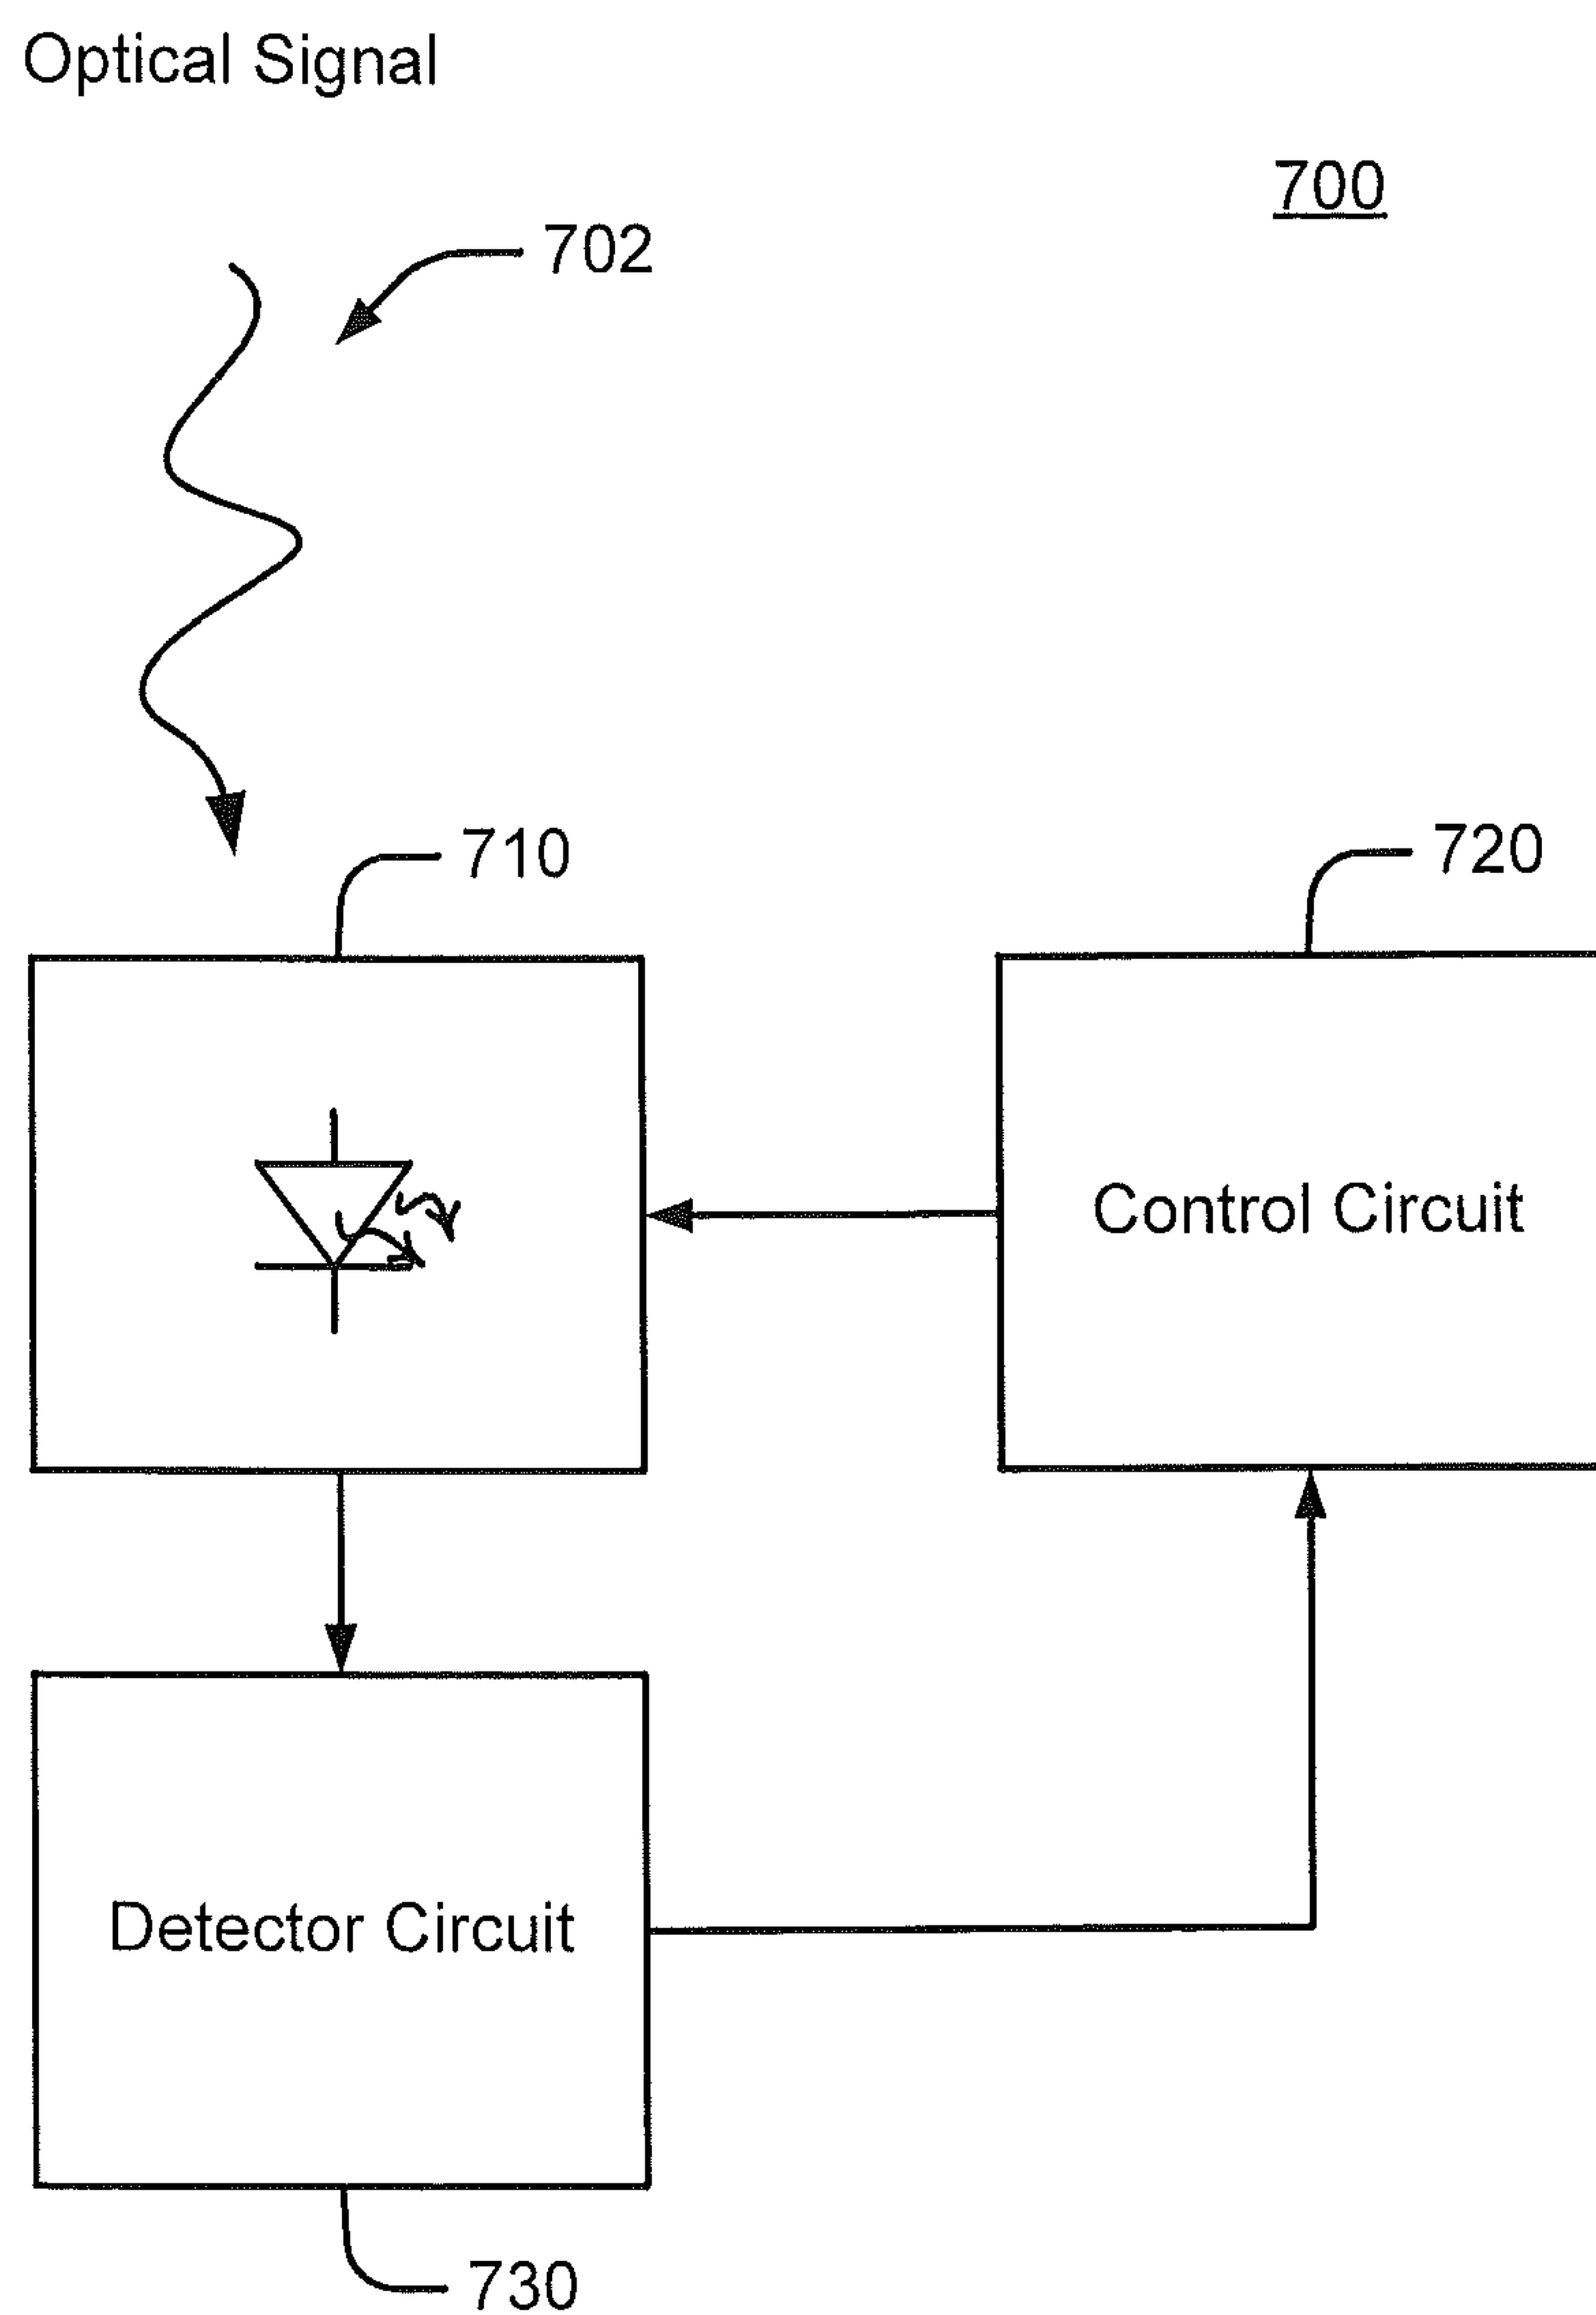 Optical Signal
700
702
710
720
Control Circuit
Detector Circuit
730